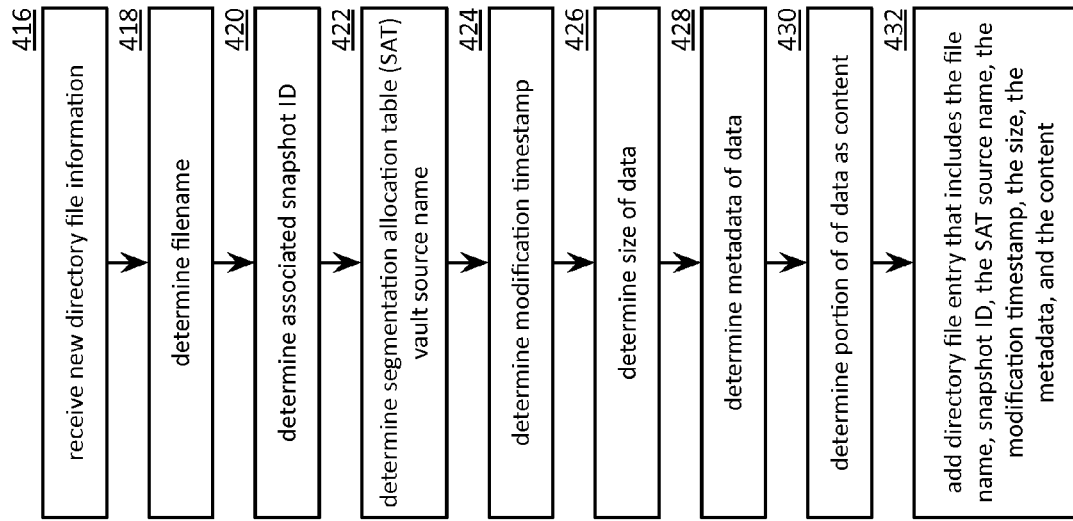 416
receive new directory file information
418
determine filename
420
determine associated snapshot ID
422
determine segmentation allocation table (SAT)
vault source name
424
determine modification timestamp
426
determine size of data
428
determine metadata of data
430
determine portion of of data as content
432
add directory file entry that includes the file
name, snapshot ID, the SAT source name, the
modification timestamp, the size, the
metadata, and the content